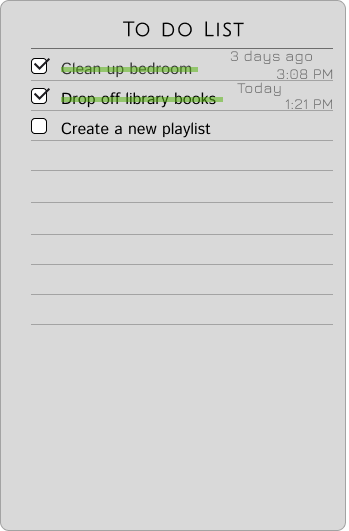 To do List
3 days ago
Clean up bedroom
3:08 PM
Today
Drop off library books
1:21 PM
Create a new playlist